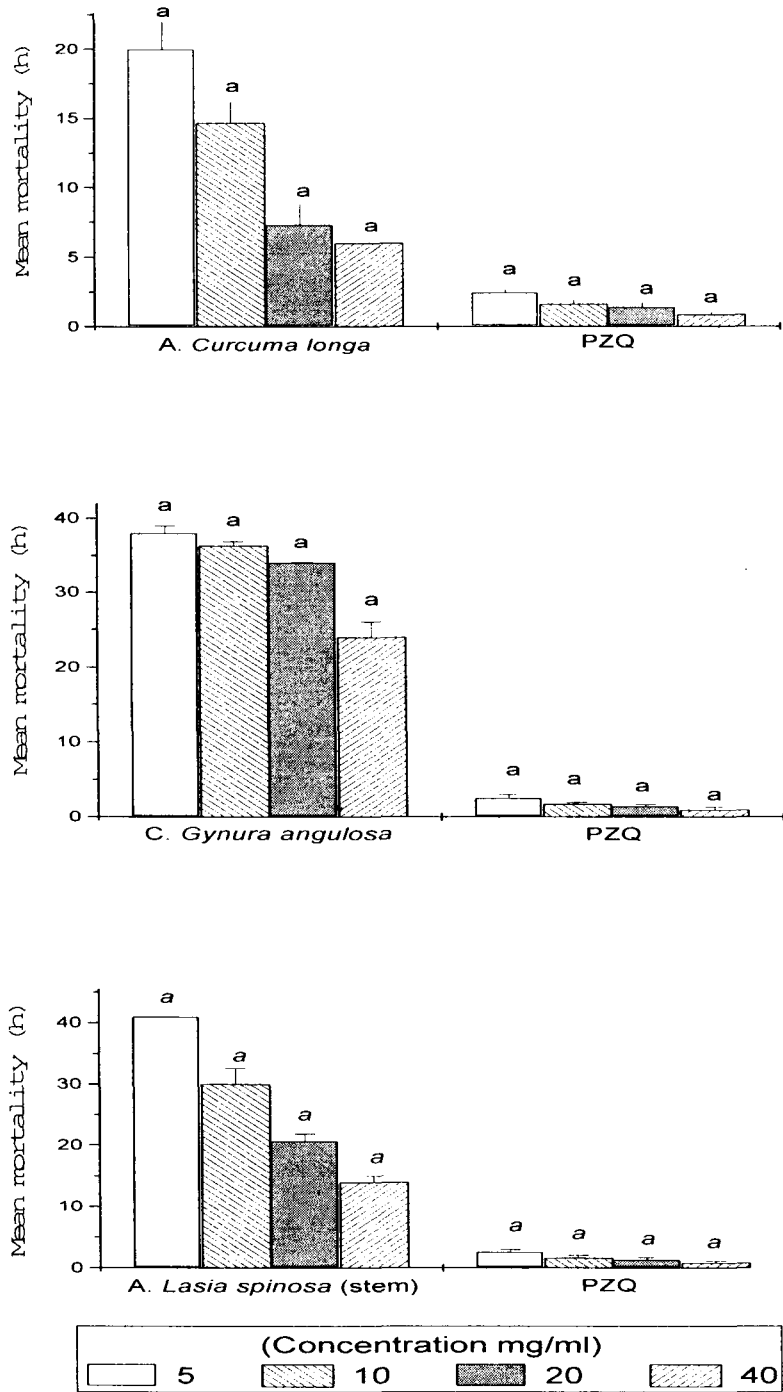 Mean mortality (h)
20
15
10
5
0
a
a
a
a
a
a
a
a
A. Curcuma longa
PZQ
Mean mortality (h)
40
30
20
10
0
a
a
a
a
a
a
a
a
C. Gynura angulosa
PZQ
Mean mortality (h)
40
30
20
10
0
a
a
a
a
a
a
a
a
A. Lasia spinosa (stem)
PZQ
(Concentration mg/ml)
5 10 20 40